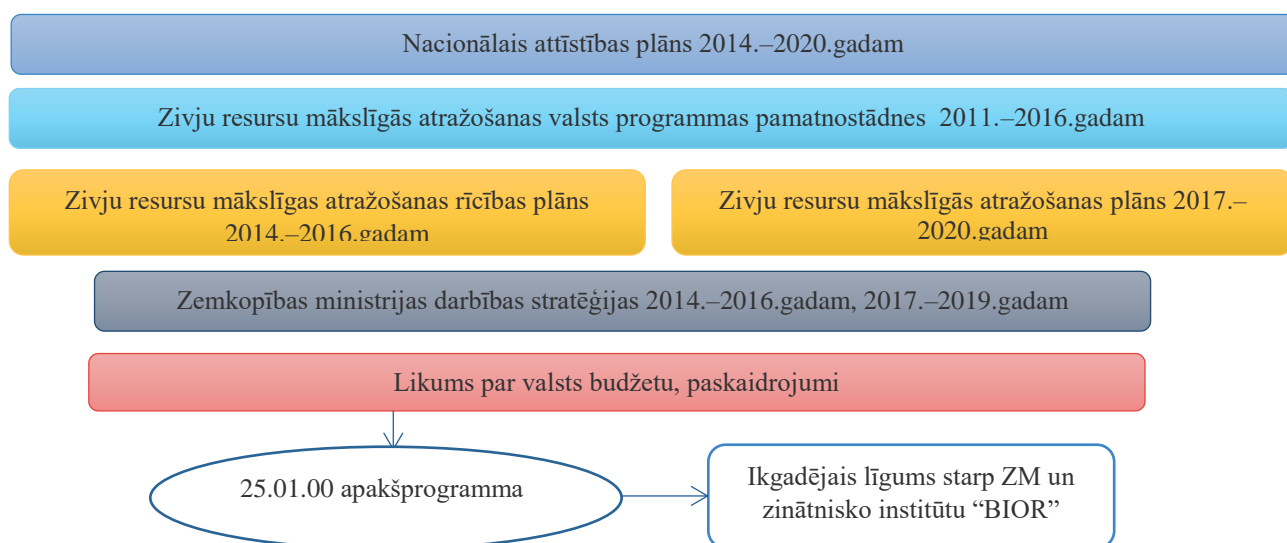 Nacionālais attīstības plāns 2014.–2020.gadam
Zivju resursu mākslīgās atražošanas valsts programmas pamatnostādnes 2011.–2016.gadam
Zivju resursu mākslīgas atražošanas rīcības plāns
2014.–2016.gadam
Zivju resursu mākslīgās atražošanas plāns 2017.–
2020.gadam
Zemkopības ministrijas darbības stratēģijas 2014.–2016.gadam, 2017.–2019.gadam
Likums par valsts budžetu, paskaidrojumi
25.01.00 apakšprogramma
Ikgadējais līgums starp ZM un
zinātnisko institūtu “BIOR”